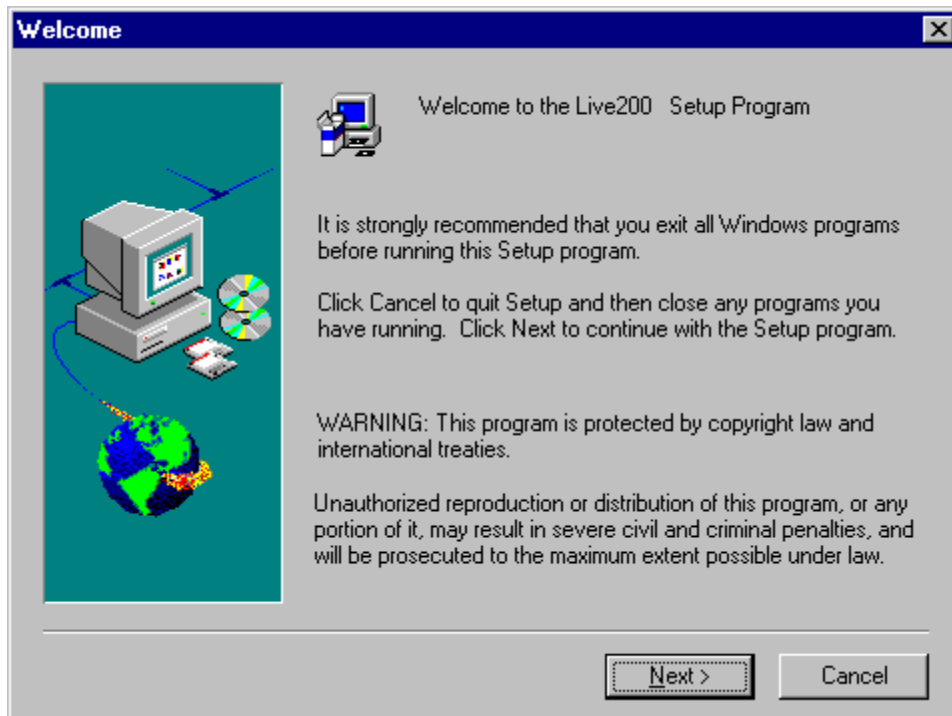 Welcome
Welcome to the Live200   Setup Program
It is strongly recommended that you exit all Windows programs
before running this Setup program.
Click Cancel to quit Setup and then close any programs you
have running.  Click Next to continue with the Setup program.
WARNING: This program is protected by copyright law and
international treaties.
Unauthorized reproduction or distribution of this program, or any
portion of it, may result in severe civil and criminal penalties, and
will be prosecuted to the maximum extent possible under law.
Next >
Cancel